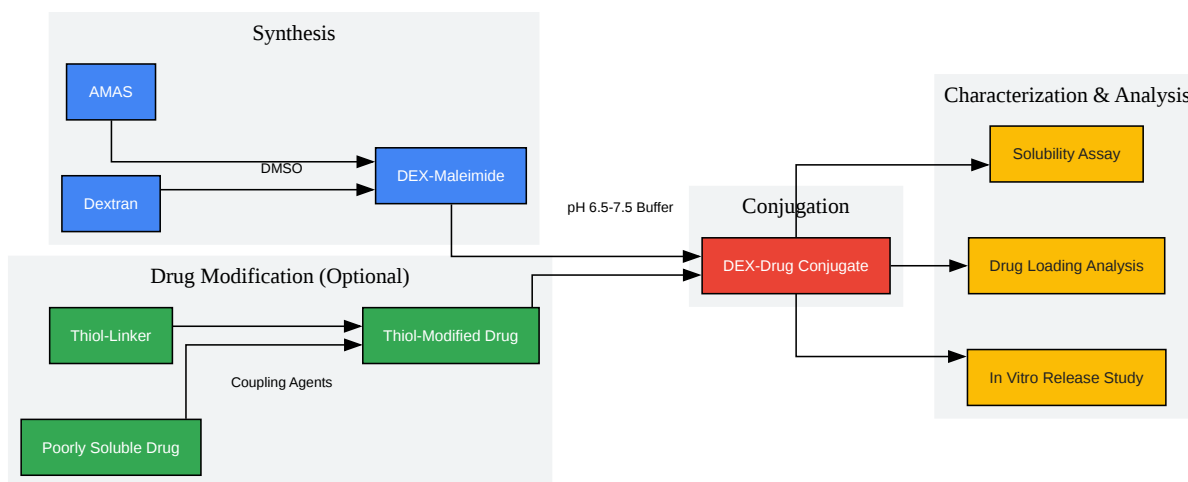 Synthesis
AMAS
DMSO
DEX-Maleimide
Dextran
Drug Modification (Optional)
Thiol-Linker
Thiol-Modified Drug
Coupling Agents
Poorly Soluble Drug
pH 6.5-7.5 Buffer
Conjugation
DEX-Drug Conjugate
Characterization & Analysis
Solubility Assay
Drug Loading Analysis
In Vitro Release Study